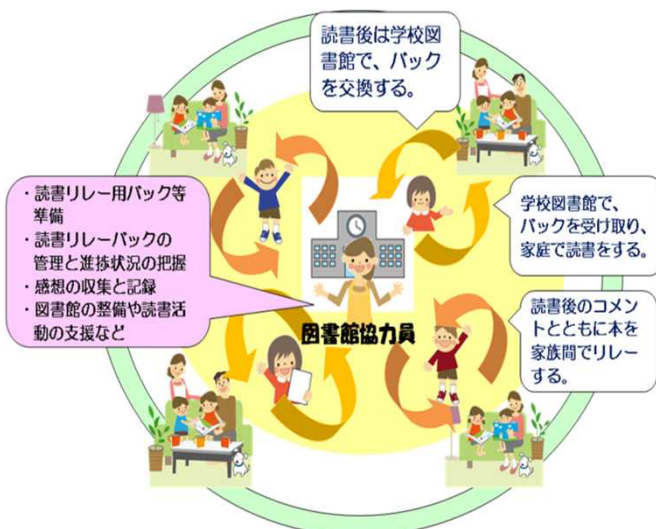 読書後は学校図
書館で、バック
を交換する。
・読書リレー用バック等
準備
・読書リレーバックの
管理と進捗状況の把握
・感想の収集と記録
・図書館の整備や読書活
動の支援など
学校図書館で、
バックを受け取り、
家庭で読書をする。
図書館協力員
読書後のコメン
トとともに本を
家族間でリレー
する。